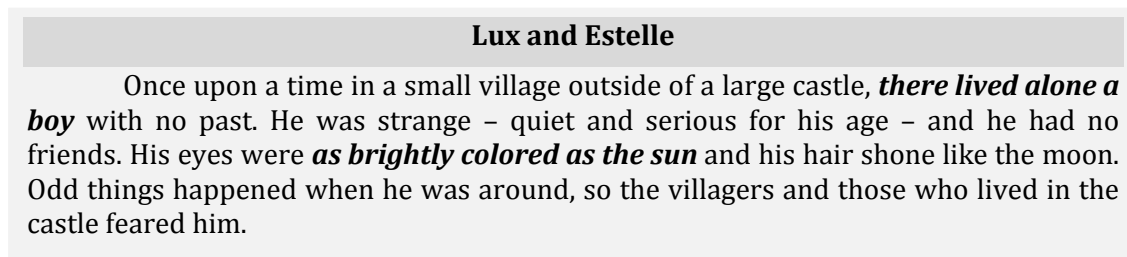 Lux and Estelle
Once upon a time in a small village outside of a large castle, there lived alone a
boy with no past. He was strange – quiet and serious for his age – and he had no
friends. His eyes were as brightly colored as the sun and his hair shone like the moon.
Odd things happened when he was around, so the villagers and those who lived in the
castle feared him.